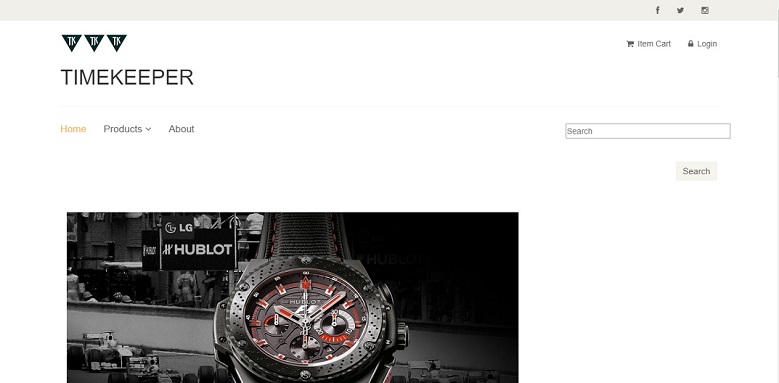 TK TK TK
Item Cart
Login
TIMEKEEPER
Home
Products
About
Search
Search
LG
HUBLOT
HUBLOT
HUBLOT